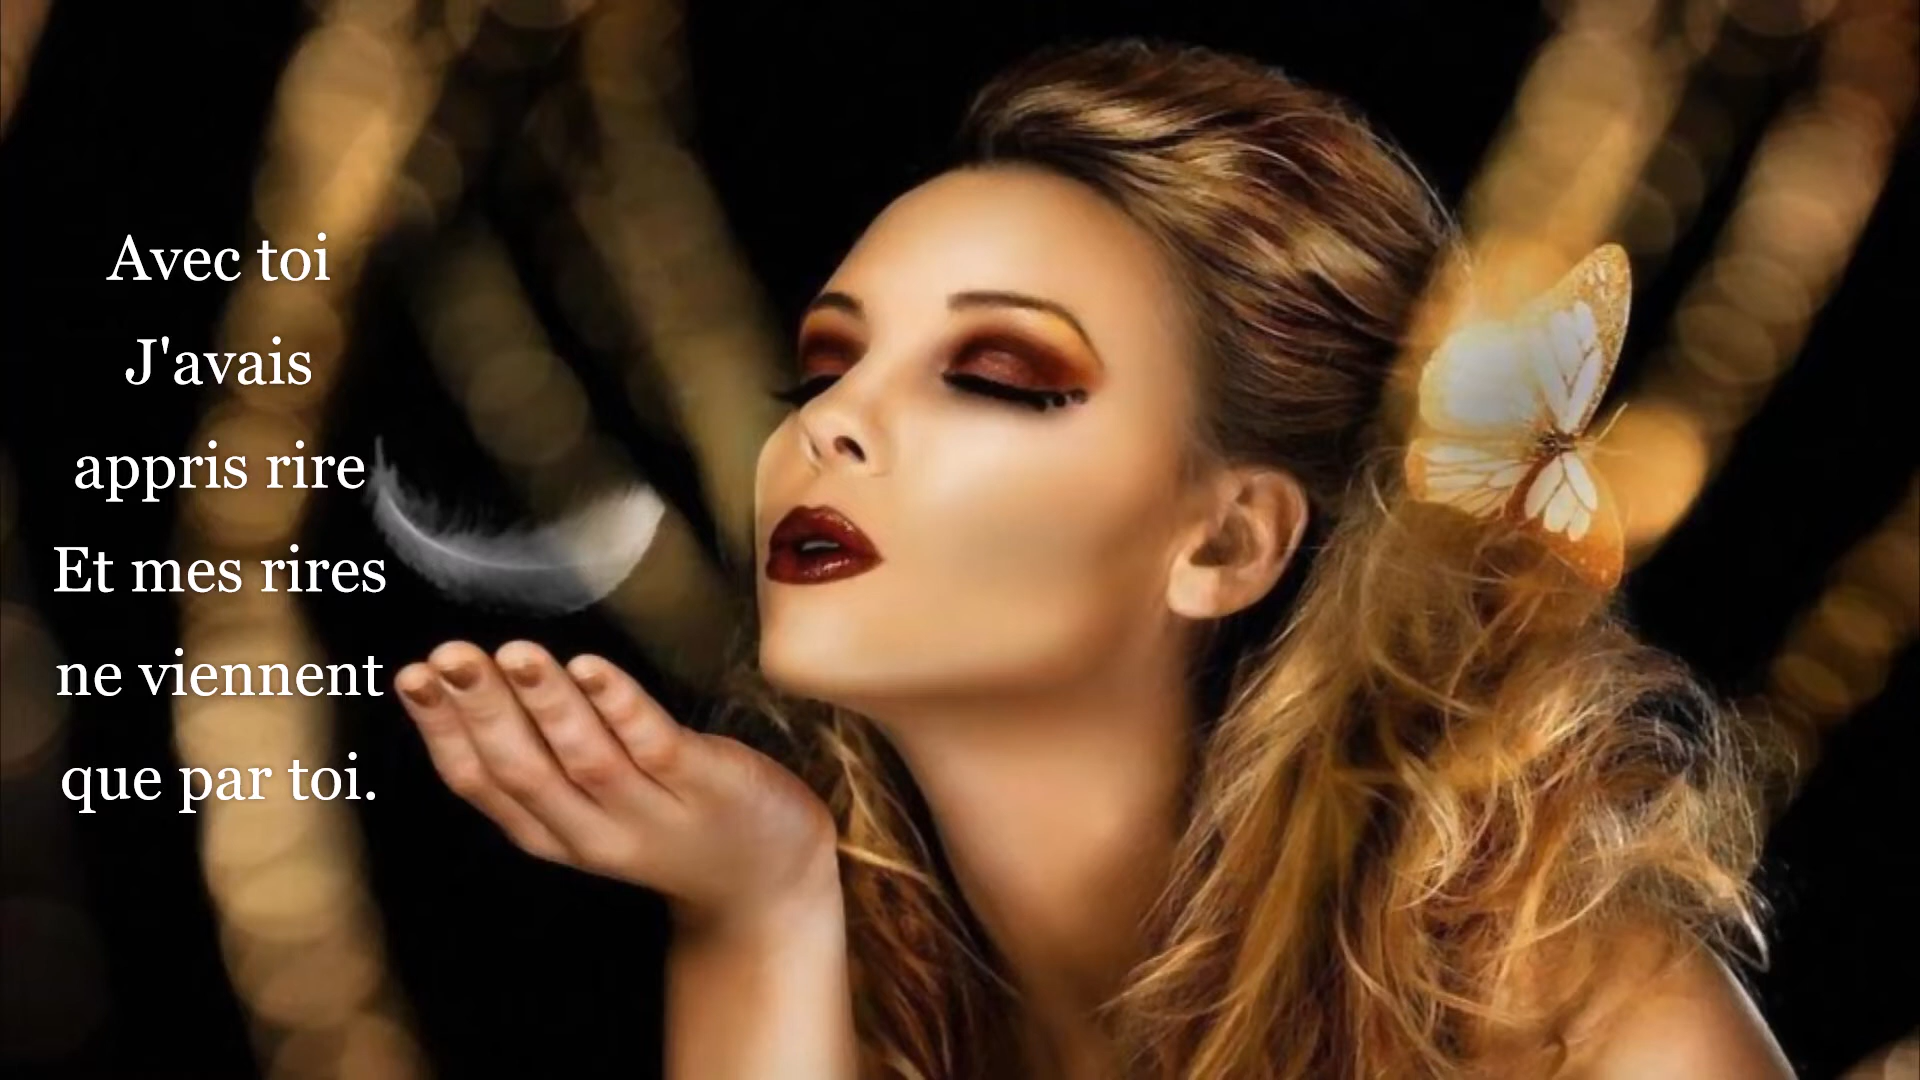 Avec toi
J'avais
appris rire
Et mes rires
ne viennent
que par toi.